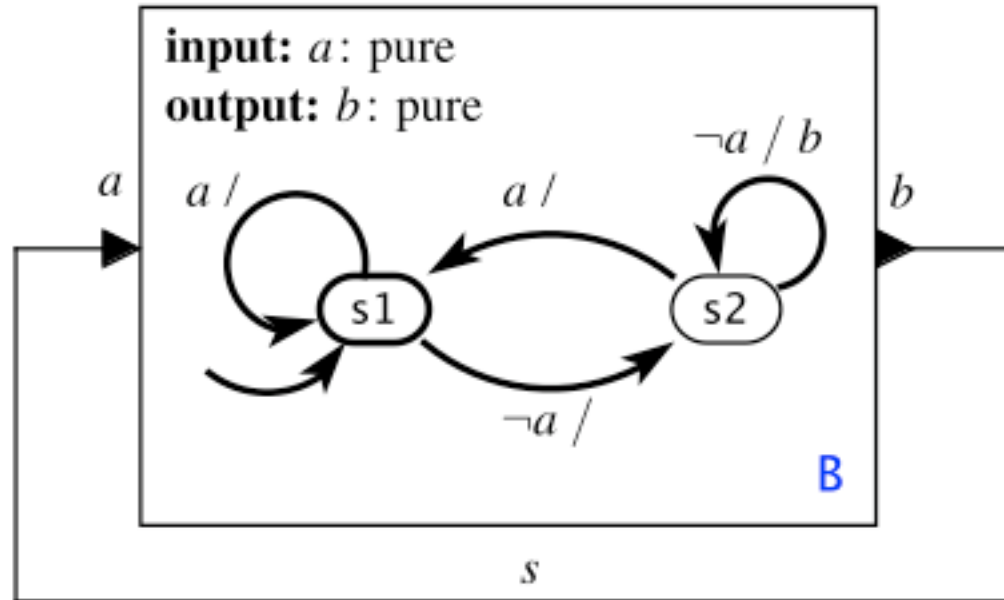 input: a: pure
output: b: pure
¬a / b
a
a /
a /
b
s1
s2
¬a /
B
s